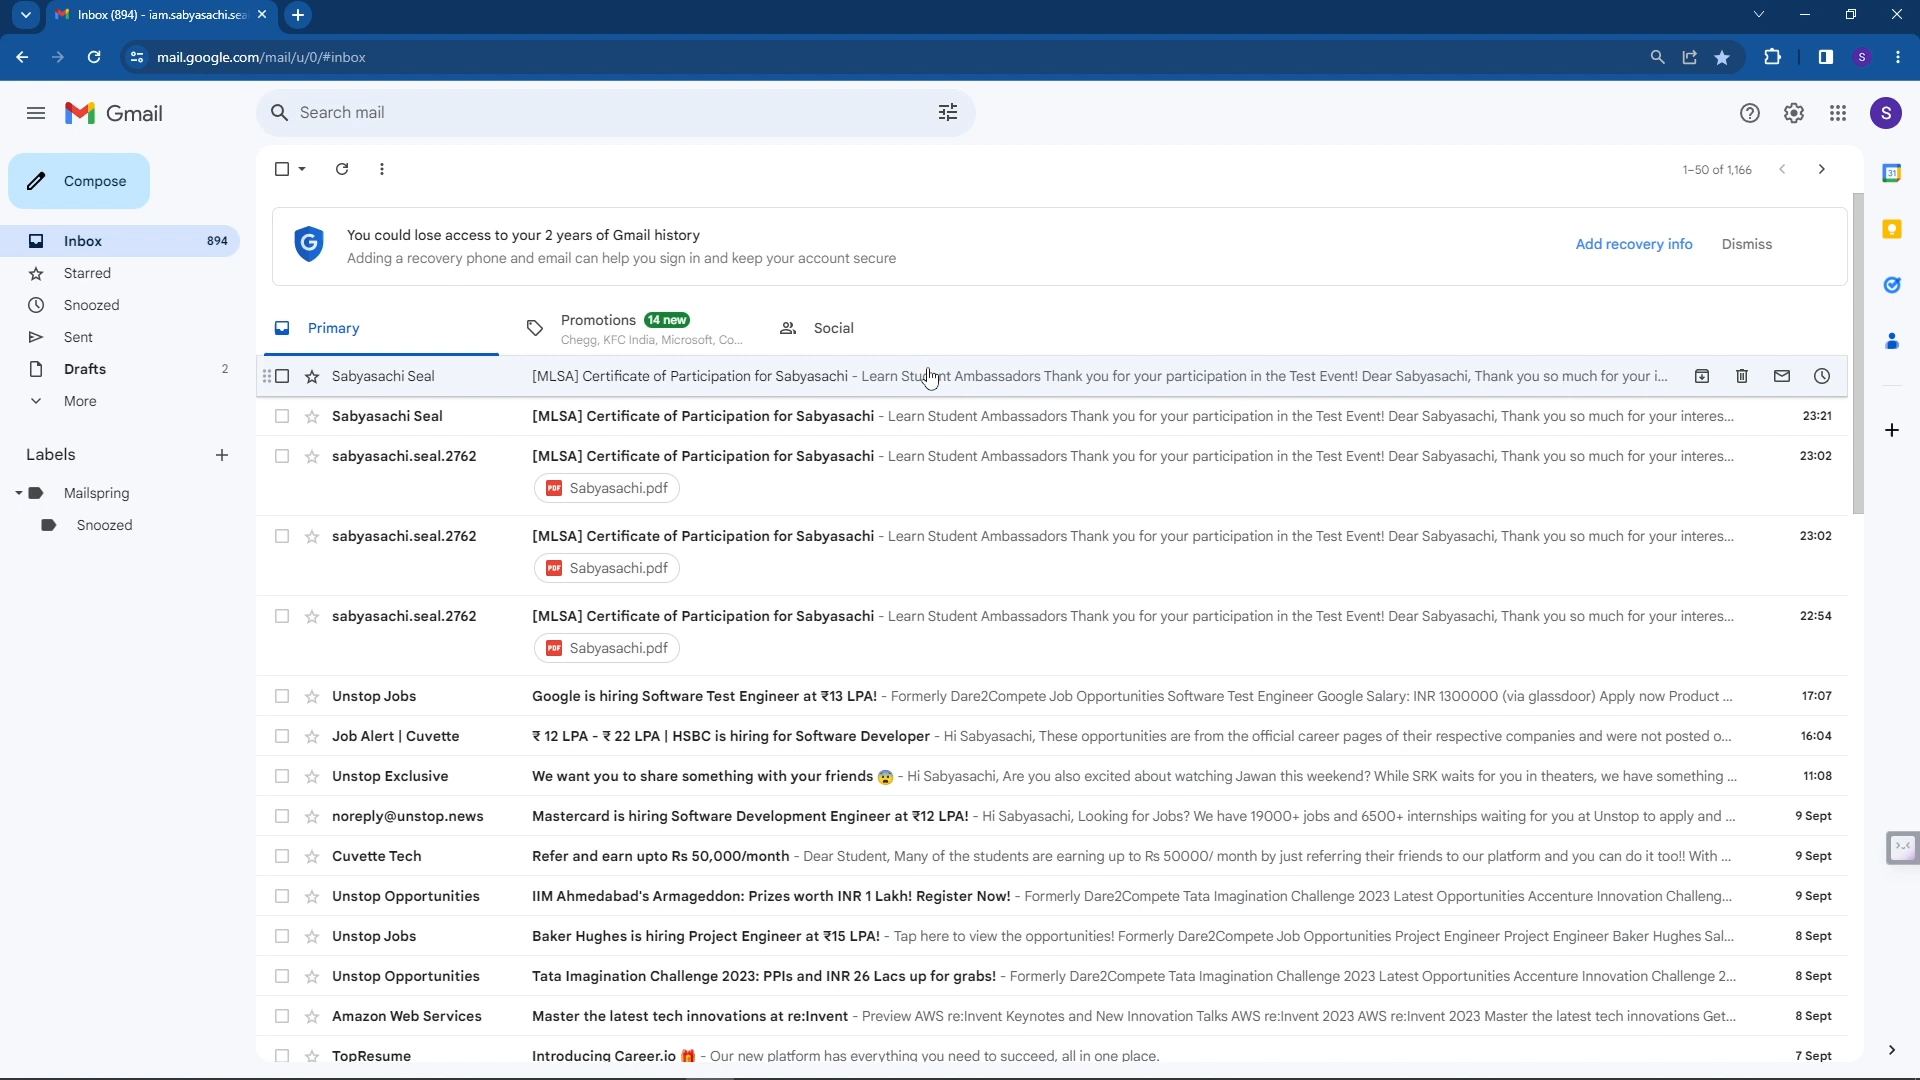 Inbox (894) - iam.sabyasachi.sea
mail.google.com/mail/u/0/#inbox
S
Gmail
Search mail
S
Compose
1–50 of 1,166
31
Inbox 894
Starred
Snoozed
Sent
Drafts 2
More
Labels
Mailspring
Snoozed
G
You could lose access to your 2 years of Gmail history
Adding a recovery phone and email can help you sign in and keep your account secure
Add recovery info Dismiss
Primary
Promotions 14 new
Chegg, KFC India, Microsoft, Co...
Social
Sabyasachi Seal [MLSA] Certificate of Participation for Sabyasachi - Learn Student Ambassadors Thank you for your participation in the Test Event! Dear Sabyasachi, Thank you so much for your i...
Sabyasachi Seal [MLSA] Certificate of Participation for Sabyasachi - Learn Student Ambassadors Thank you for your participation in the Test Event! Dear Sabyasachi, Thank you so much for your interes... 23:21
sabyasachi.seal.2762 [MLSA] Certificate of Participation for Sabyasachi - Learn Student Ambassadors Thank you for your participation in the Test Event! Dear Sabyasachi, Thank you so much for your interes... 23:02
PDF Sabyasachi.pdf
sabyasachi.seal.2762 [MLSA] Certificate of Participation for Sabyasachi - Learn Student Ambassadors Thank you for your participation in the Test Event! Dear Sabyasachi, Thank you so much for your interes... 23:02
PDF Sabyasachi.pdf
sabyasachi.seal.2762 [MLSA] Certificate of Participation for Sabyasachi - Learn Student Ambassadors Thank you for your participation in the Test Event! Dear Sabyasachi, Thank you so much for your interes... 22:54
PDF Sabyasachi.pdf
Unstop Jobs Google is hiring Software Test Engineer at ₹13 LPA! - Formerly Dare2Compete Job Opportunities Software Test Engineer Google Salary: INR 1300000 (via glassdoor) Apply now Product ... 17:07
Job Alert | Cuvette ₹ 12 LPA - ₹ 22 LPA | HSBC is hiring for Software Developer - Hi Sabyasachi, These opportunities are from the official career pages of their respective companies and were not posted o... 16:04
Unstop Exclusive We want you to share something with your friends 😨 - Hi Sabyasachi, Are you also excited about watching Jawan this weekend? While SRK waits for you in theaters, we have something ... 11:08
noreply@unstop.news Mastercard is hiring Software Development Engineer at ₹12 LPA! - Hi Sabyasachi, Looking for Jobs? We have 19000+ jobs and 6500+ internships waiting for you at Unstop to apply and ... 9 Sept
Cuvette Tech Refer and earn upto Rs 50,000/month - Dear Student, Many of the students are earning up to Rs 50000/ month by just referring their friends to our platform and you can do it too!! With ... 9 Sept
Unstop Opportunities IIM Ahmedabad's Armageddon: Prizes worth INR 1 Lakh! Register Now! - Formerly Dare2Compete Tata Imagination Challenge 2023 Latest Opportunities Accenture Innovation Challeng... 9 Sept
Unstop Jobs Baker Hughes is hiring Project Engineer at ₹15 LPA! - Tap here to view the opportunities! Formerly Dare2Compete Job Opportunities Project Engineer Project Engineer Baker Hughes Sal... 8 Sept
Unstop Opportunities Tata Imagination Challenge 2023: PPIs and INR 26 Lacs up for grabs! - Formerly Dare2Compete Tata Imagination Challenge 2023 Latest Opportunities Accenture Innovation Challenge 2... 8 Sept
Amazon Web Services Master the latest tech innovations at re:Invent - Preview AWS re:Invent Keynotes and New Innovation Talks AWS re:Invent 2023 AWS re:Invent 2023 Master the latest tech innovations Get... 8 Sept
TopResume Introducing Career.io 🎁 - Our new platform has everything you need to succeed, all in one place. 7 Sept